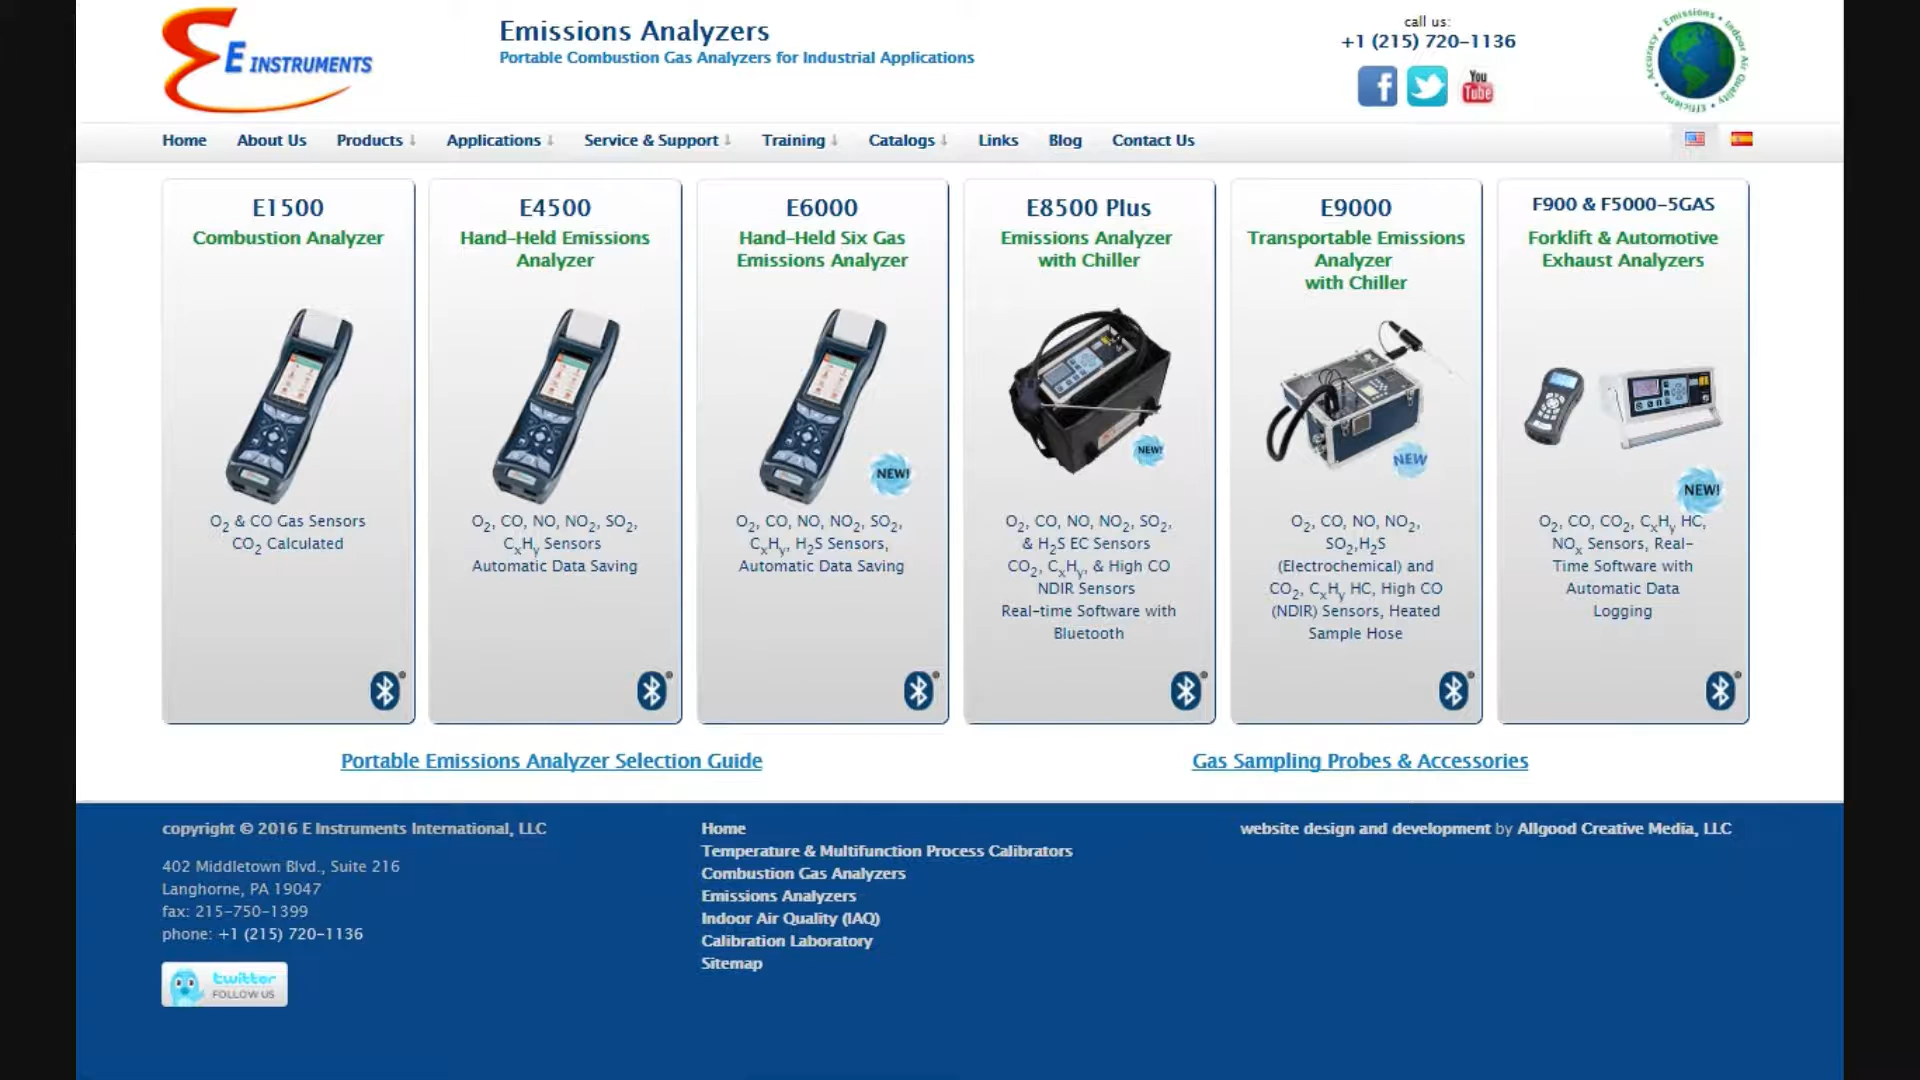 E INSTRUMENTS
Emissions Analyzers
Portable Combustion Gas Analyzers for Industrial Applications
call us:
+1 (215) 720-1136
f
You
Tube
Emissions • Indoor Air Quality • Efficiency • Accuracy •
Home About Us Products ↓ Applications ↓ Service & Support ↓ Training ↓ Catalogs ↓ Links Blog Contact Us
E1500
Combustion Analyzer
O2 & CO Gas Sensors
CO2 Calculated
E4500
Hand-Held Emissions
Analyzer
O2, CO, NO, NO2, SO2,
CxHy Sensors
Automatic Data Saving
E6000
Hand-Held Six Gas
Emissions Analyzer
NEW!
O2, CO, NO, NO2, SO2,
CxHy, H2S Sensors,
Automatic Data Saving
E8500 Plus
Emissions Analyzer
with Chiller
NEW!
O2, CO, NO, NO2, SO2,
& H2S EC Sensors
CO2, CxHy, & High CO
NDIR Sensors
Real-time Software with
Bluetooth
E9000
Transportable Emissions
Analyzer
with Chiller
NEW
O2, CO, NO, NO2,
SO2,H2S
(Electrochemical) and
CO2, CxHy HC, High CO
(NDIR) Sensors, Heated
Sample Hose
F900 & F5000-5GAS
Forklift & Automotive
Exhaust Analyzers
NEW!
O2, CO, CO2, CxHy HC,
NOx Sensors, Real-
Time Software with
Automatic Data
Logging
Portable Emissions Analyzer Selection Guide
Gas Sampling Probes & Accessories
copyright © 2016 E Instruments International, LLC
402 Middletown Blvd., Suite 216
Langhorne, PA 19047
fax: 215-750-1399
phone: +1 (215) 720-1136
twitter
FOLLOW US
Home
Temperature & Multifunction Process Calibrators
Combustion Gas Analyzers
Emissions Analyzers
Indoor Air Quality (IAQ)
Calibration Laboratory
Sitemap
website design and development by Allgood Creative Media, LLC